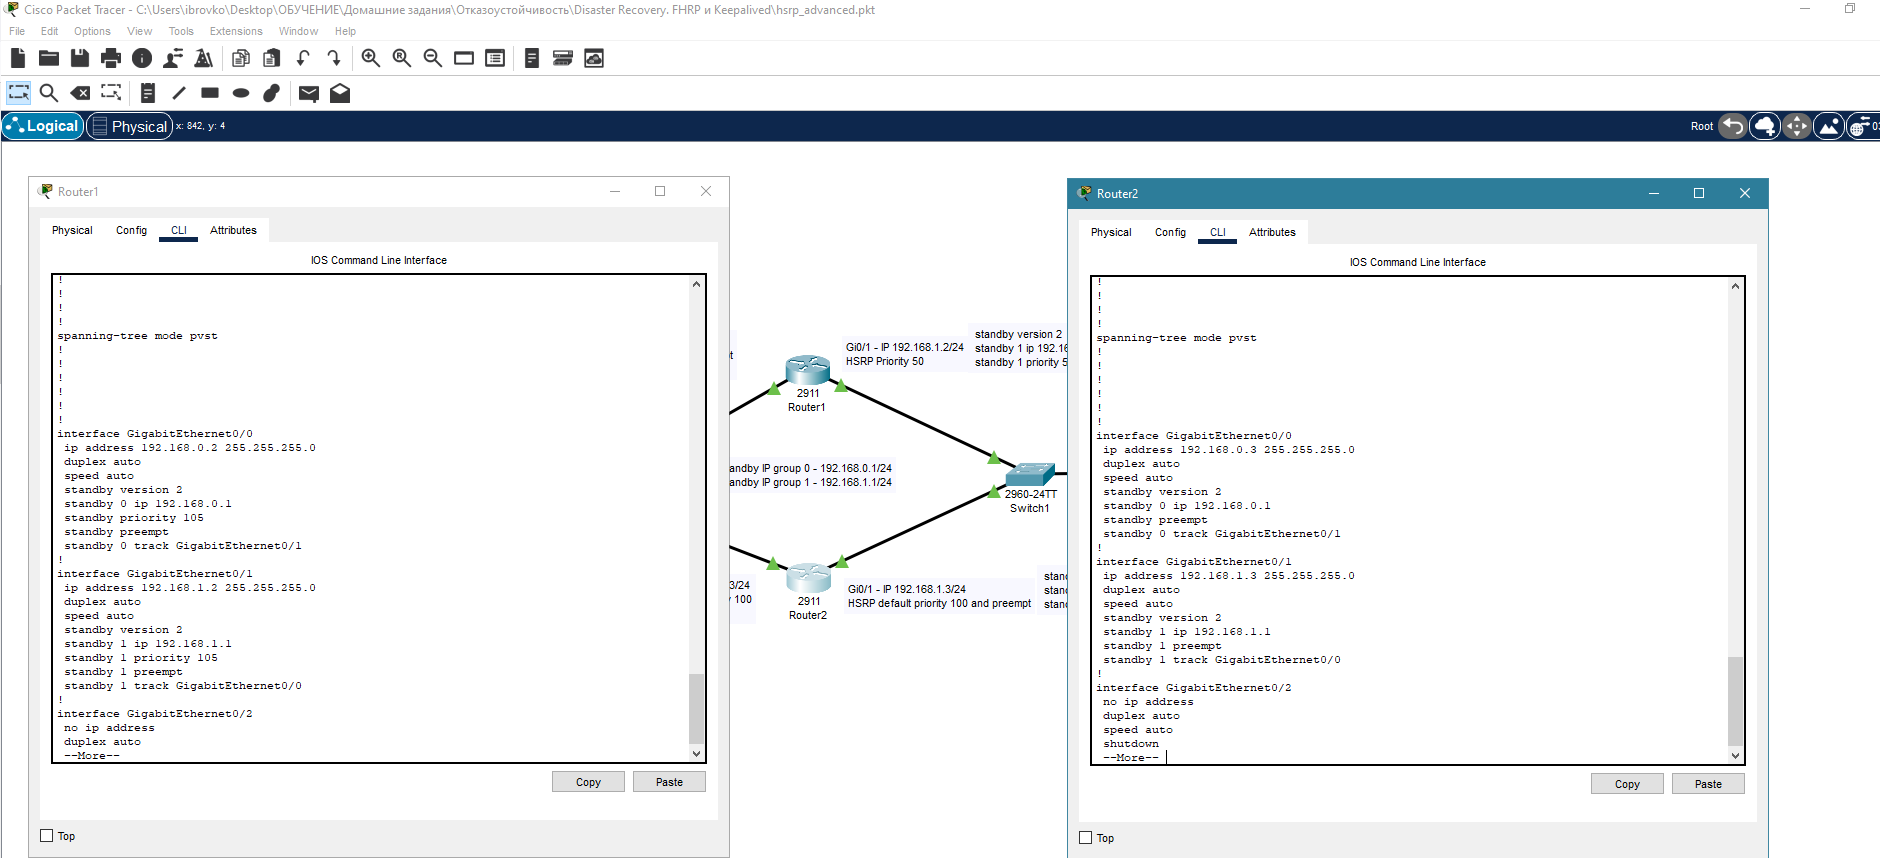 Cisco Packet Tracer - C:\Users\ibrovko\Desktop\ОБУЧЕНИЕ\Домашние задания\Отказоустойчивость\Disaster Recovery. FHRP и Keepalived\hsrp_advanced.pkt
File Edit Options View Tools Extensions Window Help
Logical Physical x: 842, y: 4
Root
Router1
Physical Config CLI Attributes
IOS Command Line Interface
!
!
!
!
spanning-tree mode pvst
!
!
!
!
!
!
interface GigabitEthernet0/0
ip address 192.168.0.2 255.255.255.0
duplex auto
speed auto
standby version 2
standby 0 ip 192.168.0.1
standby priority 105
standby preempt
standby 0 track GigabitEthernet0/1
!
interface GigabitEthernet0/1
ip address 192.168.1.2 255.255.255.0
duplex auto
speed auto
standby version 2
standby 1 ip 192.168.1.1
standby 1 priority 105
standby 1 preempt
standby 1 track GigabitEthernet0/0
!
interface GigabitEthernet0/2
no ip address
duplex auto
--More--
Copy Paste
Top
t
Gi0/1 - IP 192.168.1.2/24
HSRP Priority 50
standby version 2
standby 1 ip 192.16
standby 1 priority 5
2911
Router1
andby IP group 0 - 192.168.0.1/24
andby IP group 1 - 192.168.1.1/24
2960-24TT
Switch1
3/24
100
2911
Router2
Gi0/1 - IP 192.168.1.3/24
HSRP default priority 100 and preempt
stand
stand
stand
Router2
Physical Config CLI Attributes
IOS Command Line Interface
!
!
!
!
spanning-tree mode pvst
!
!
!
!
!
!
interface GigabitEthernet0/0
ip address 192.168.0.3 255.255.255.0
duplex auto
speed auto
standby version 2
standby 0 ip 192.168.0.1
standby preempt
standby 0 track GigabitEthernet0/1
!
interface GigabitEthernet0/1
ip address 192.168.1.3 255.255.255.0
duplex auto
speed auto
standby version 2
standby 1 ip 192.168.1.1
standby 1 preempt
standby 1 track GigabitEthernet0/0
!
interface GigabitEthernet0/2
no ip address
duplex auto
speed auto
shutdown
--More--
Copy Paste
Top